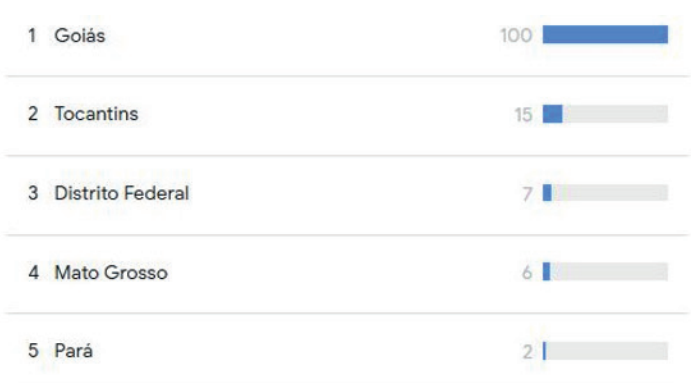 1 Goiás 100
2 Tocantins 15
3 Distrito Federal 7
4 Mato Grosso 6
5 Pará 2